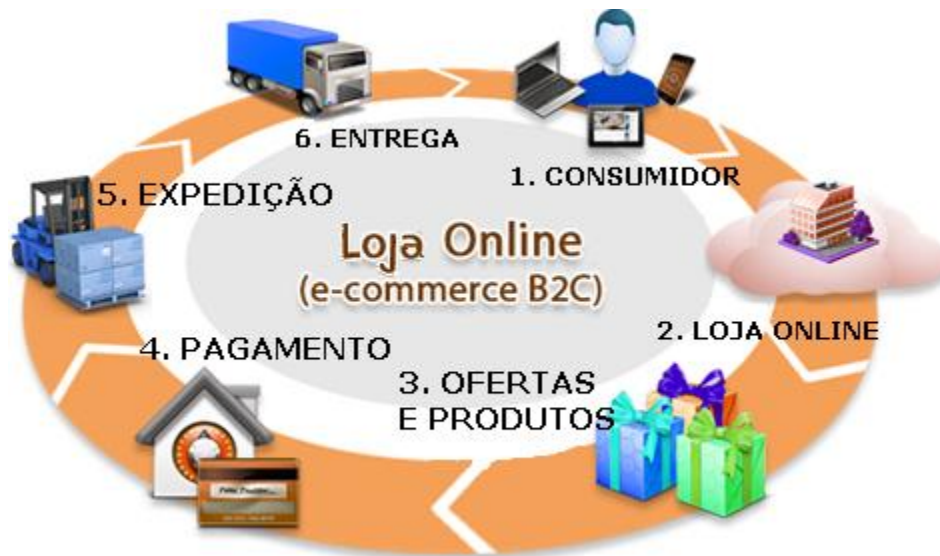 Loja Online
(e-commerce B2C)
1. CONSUMIDOR
2. LOJA ONLINE
3. OFERTAS
E PRODUTOS
4. PAGAMENTO
5. EXPEDIÇÃO
6. ENTREGA